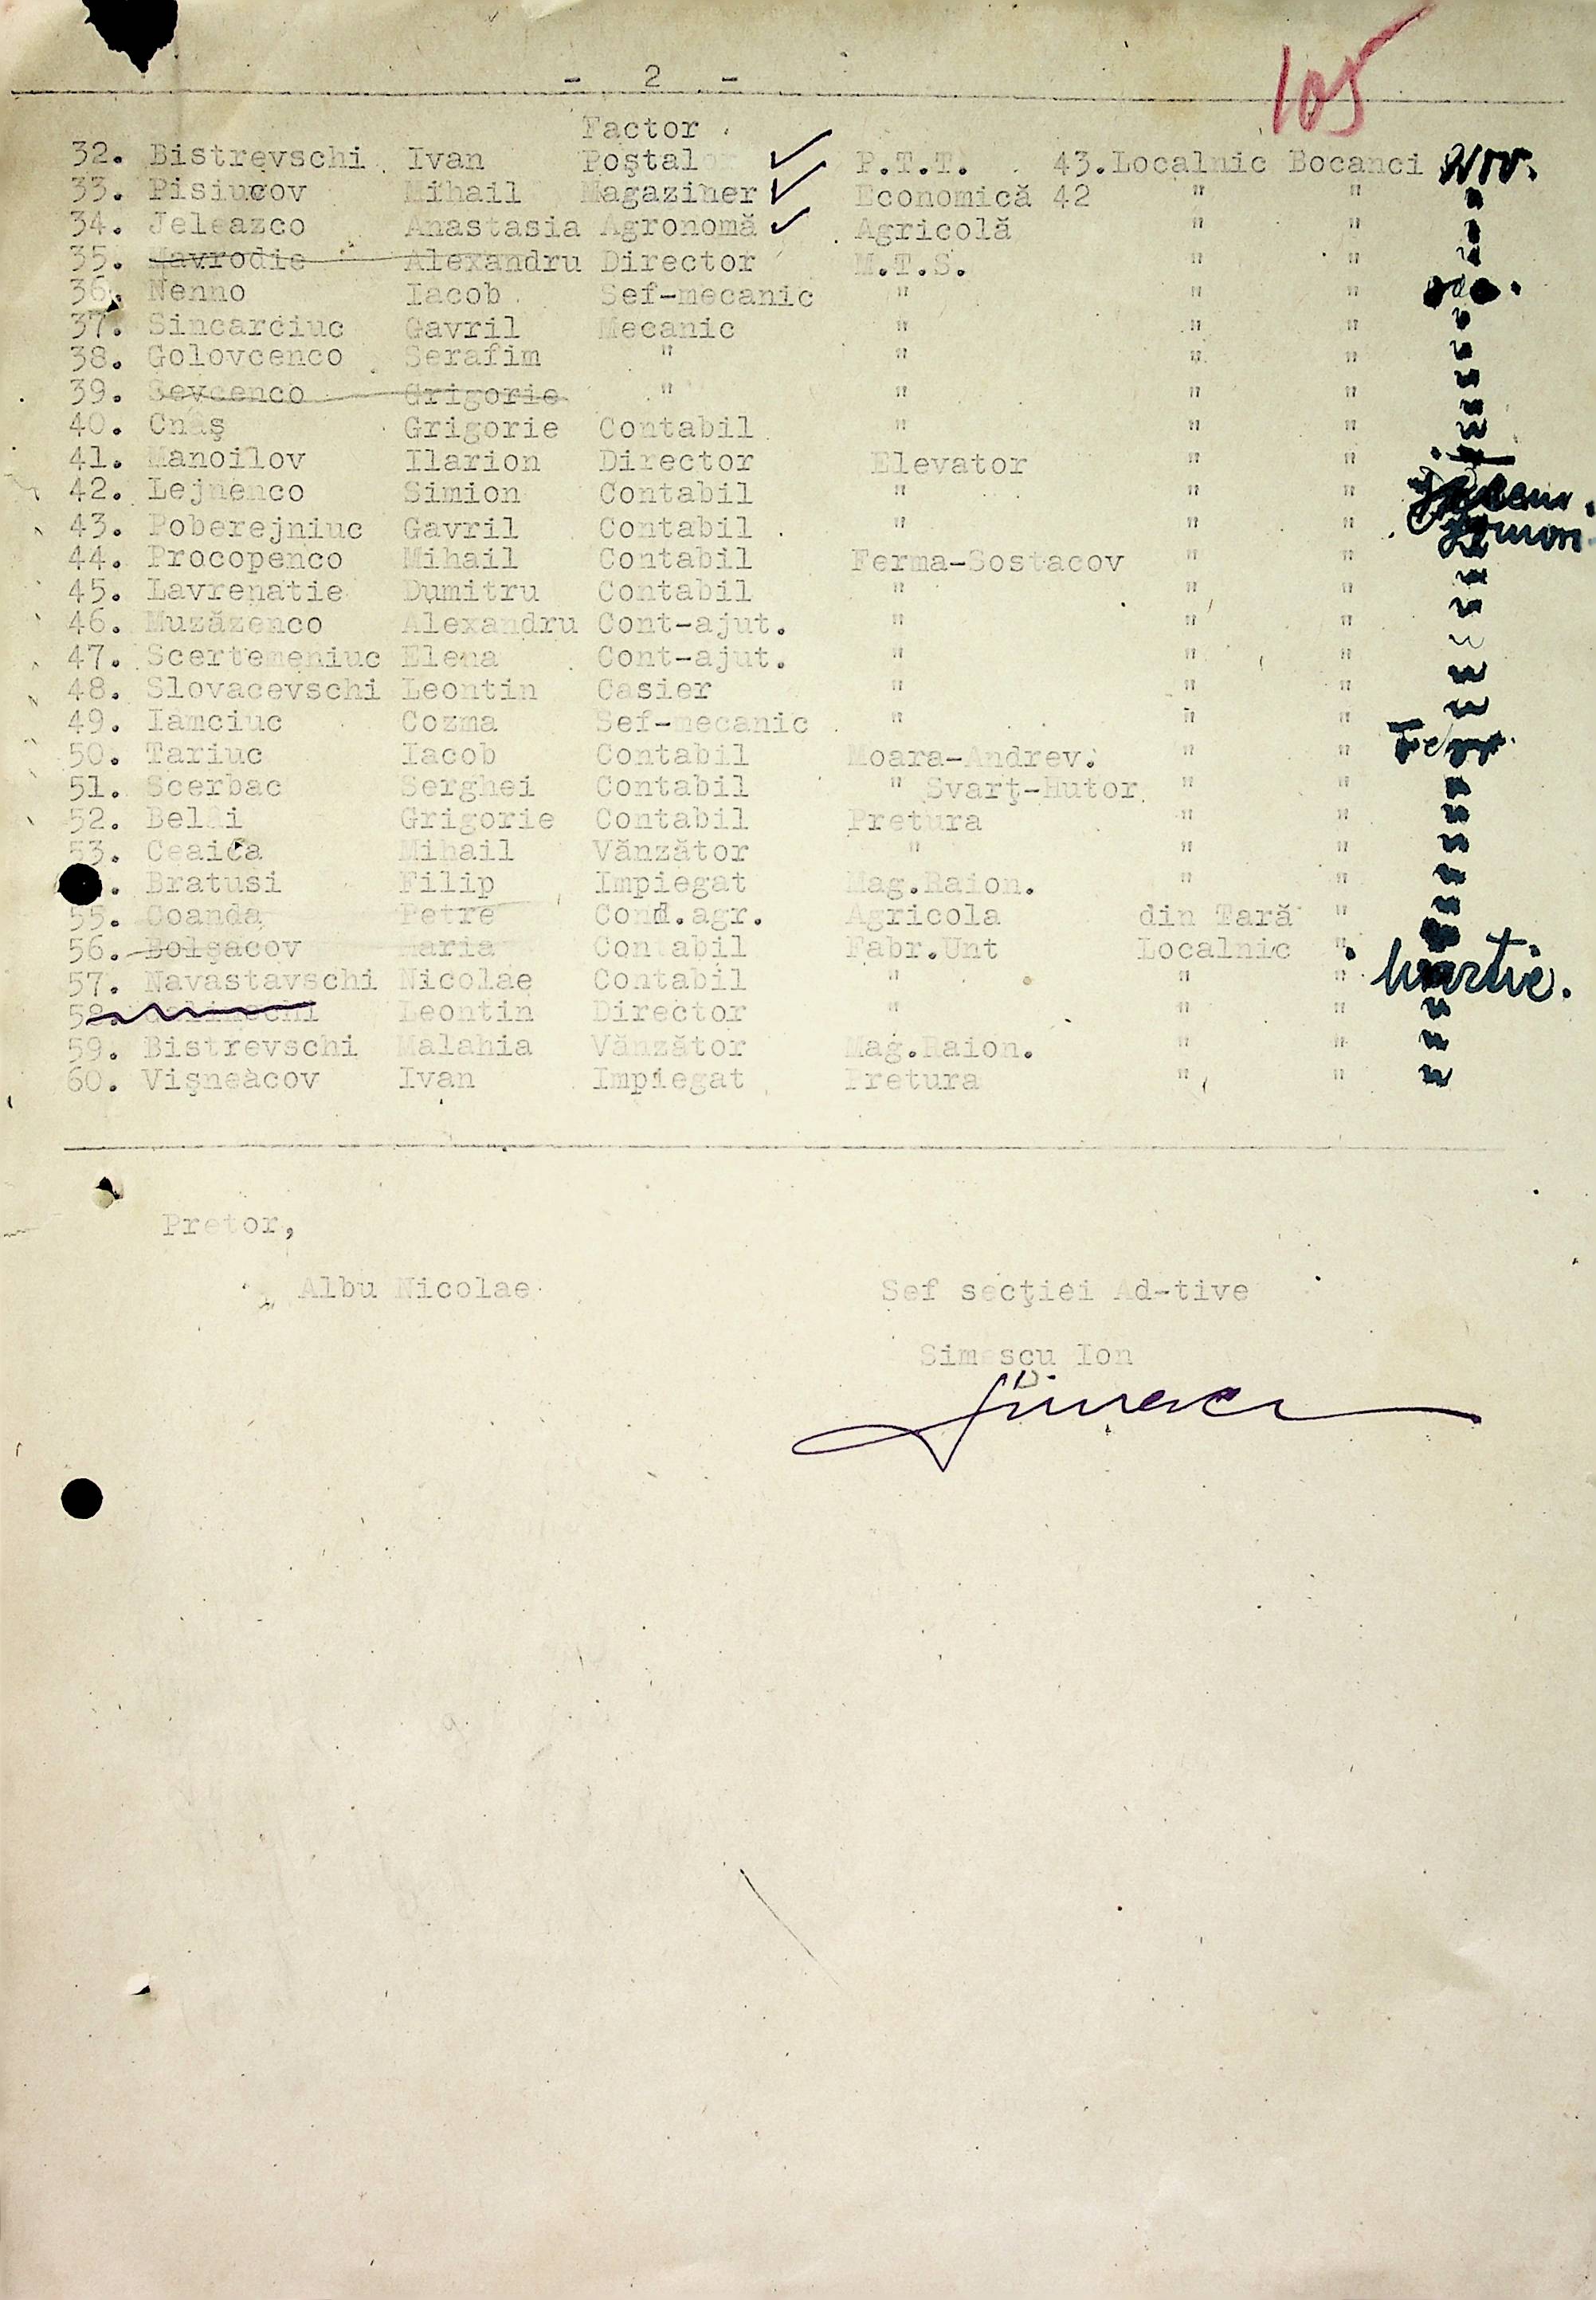 - 2 -
105
Factor
32. Bistrevschi Ivan Poştal P.T.T. 43.Localnic Bocanci Nov.
33. Pisiucov Mihail Magaziner Economică 42 " " "
34. Jeleazco Anastasia Agronomă Agricolă " " "
35. Mavrodie Alexandru Director M.T.S. " " "
36. Nenno Iacob Sef-mecanic " " "
37. Sincarciuc Gavril Mecanic " " " "
38. Golovcenco Serafim " " " " "
39. Sevcenco Grigorie " " " " "
40. Cnâş Grigorie Contabil " " " "
41. Manoilov Ilarion Director Elevator " "
42. Lejnenco Simion Contabil " " "
43. Poberejniuc Gavril Contabil " " "
44. Procopenco Mihail Contabil Ferma-Sostacov " " "
45. Lavrenatie Dumitru Contabil " " " "
46. Muzăzenco Alexandru Cont-ajut. " " " "
47. Scertemeniuc Elena Cont-ajut. " " " "
48. Slovacevschi Leontin Casier " " " "
49. Iamciuc Cozma Sef-mecanic " " " "
50. Tariuc Iacob Contabil Moara-Andrev. " "
51. Scerbac Serghei Contabil " Svarţ-Hutor " " "
52. Belâi Grigorie Contabil Pretura " " "
53. Ceaica Mihail Vănzător " " " "
. Bratusi Filip Impiegat Mag.Raion. " " "
55. Coanda Petre Cond.agr. Agricola din Tară " "
56. Bolşacov Maria Contabil Fabr.Unt Localnic "
57. Navastavschi Nicolae Contabil " " " Martie.
58. Leontin Director " " " "
59. Bistrevschi Malahia Vănzător Mag.Raion. " " "
60. Vişneacov Ivan Impiegat Pretura " " "
Pretor,
Albu Nicolae
Sef secţiei Ad-tive
Simescu Ion